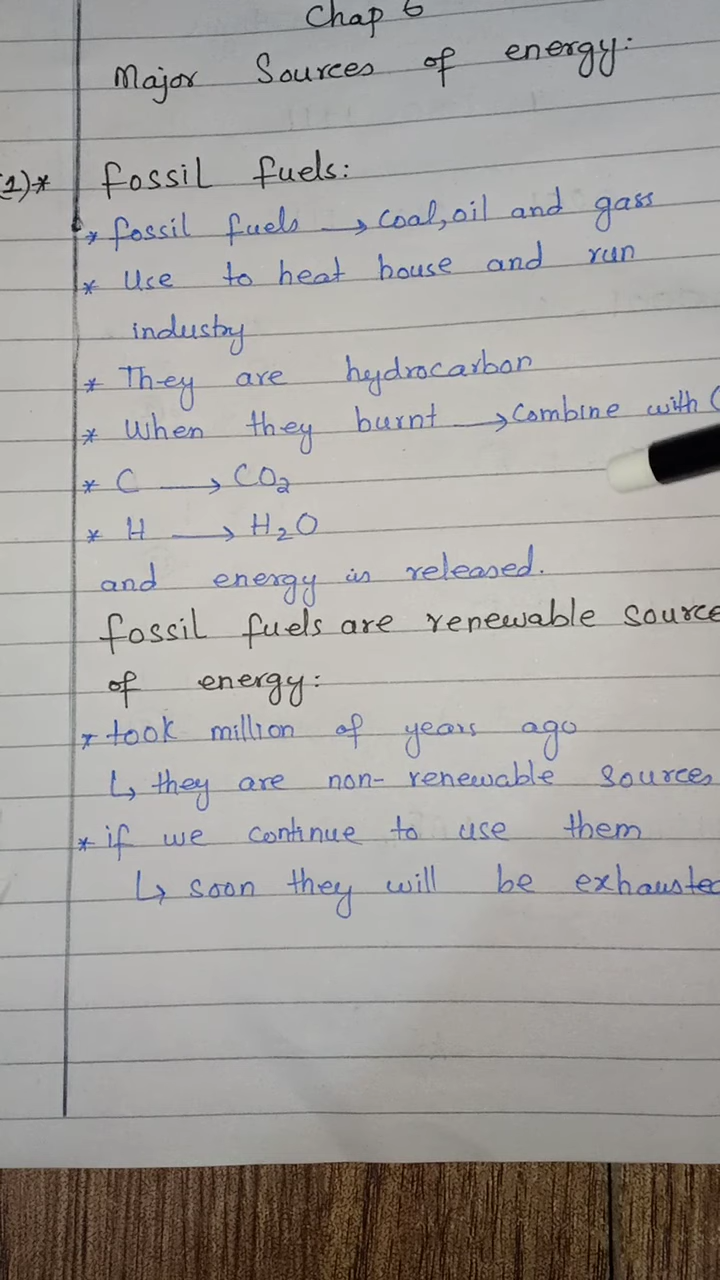 Chap 6
Major Sources of energy:
(1)* fossil fuels:
* fossil fuels → coal, oil and gass
* Use to heat house and run
industry
* They are hydrocarbon
* When they burnt → Combine with
* C → CO₂
* H → H₂O
and energy is released.
fossil fuels are renewable source
of energy:
* took million of years ago
↳ they are non-renewable sources
* if we continue to use them
↳ soon they will be exhausted